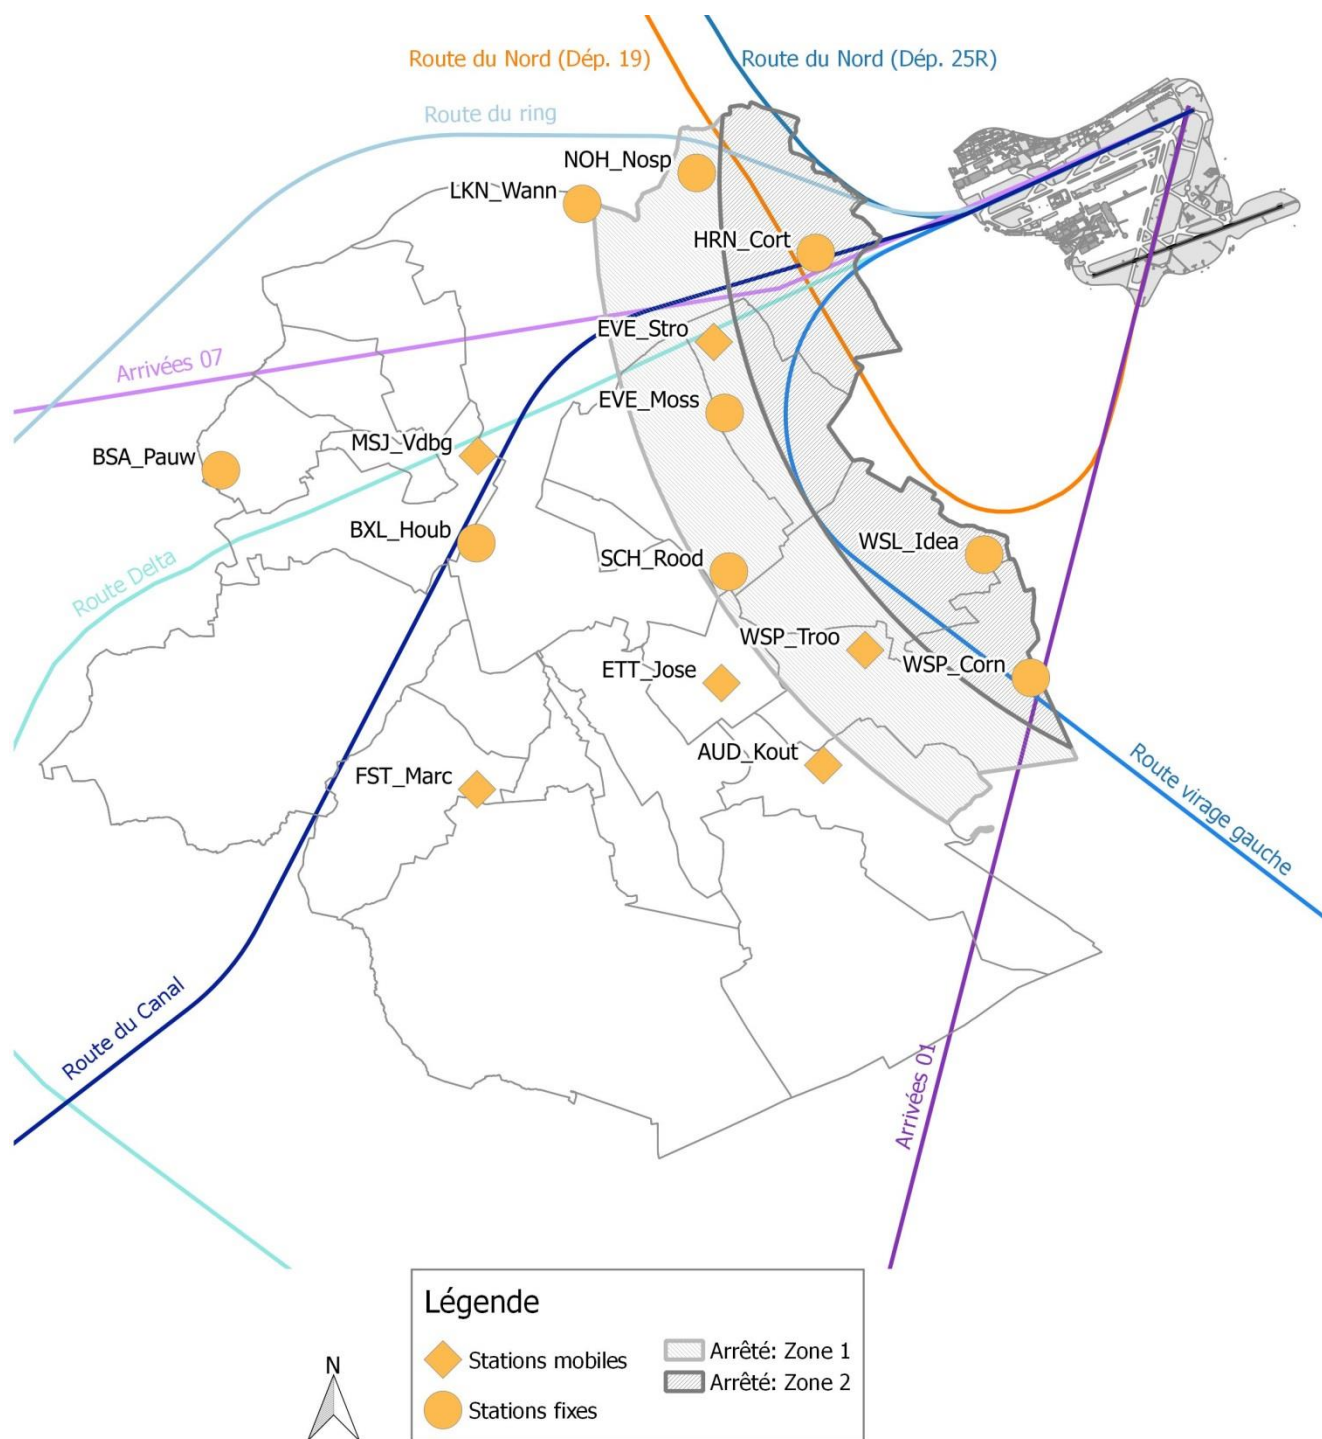 Route du Nord (Dép. 19)
Route du Nord (Dép. 25R)
Route du ring
NOH_Nosp
LKN_Wann
HRN_Cort
EVE_Stro
Arrivées 07
EVE_Moss
MSJ_Vdbg
BSA_Pauw
BXL_Houb
WSL_Idea
SCH_Rood
Route Delta
WSP_Troo
WSP_Corn
ETT_Jose
AUD_Kout
FST_Marc
Route virage gauche
Route du Canal
Arrivées 01
Légende
Stations mobiles
Stations fixes
Arrêté: Zone 1
Arrêté: Zone 2
N